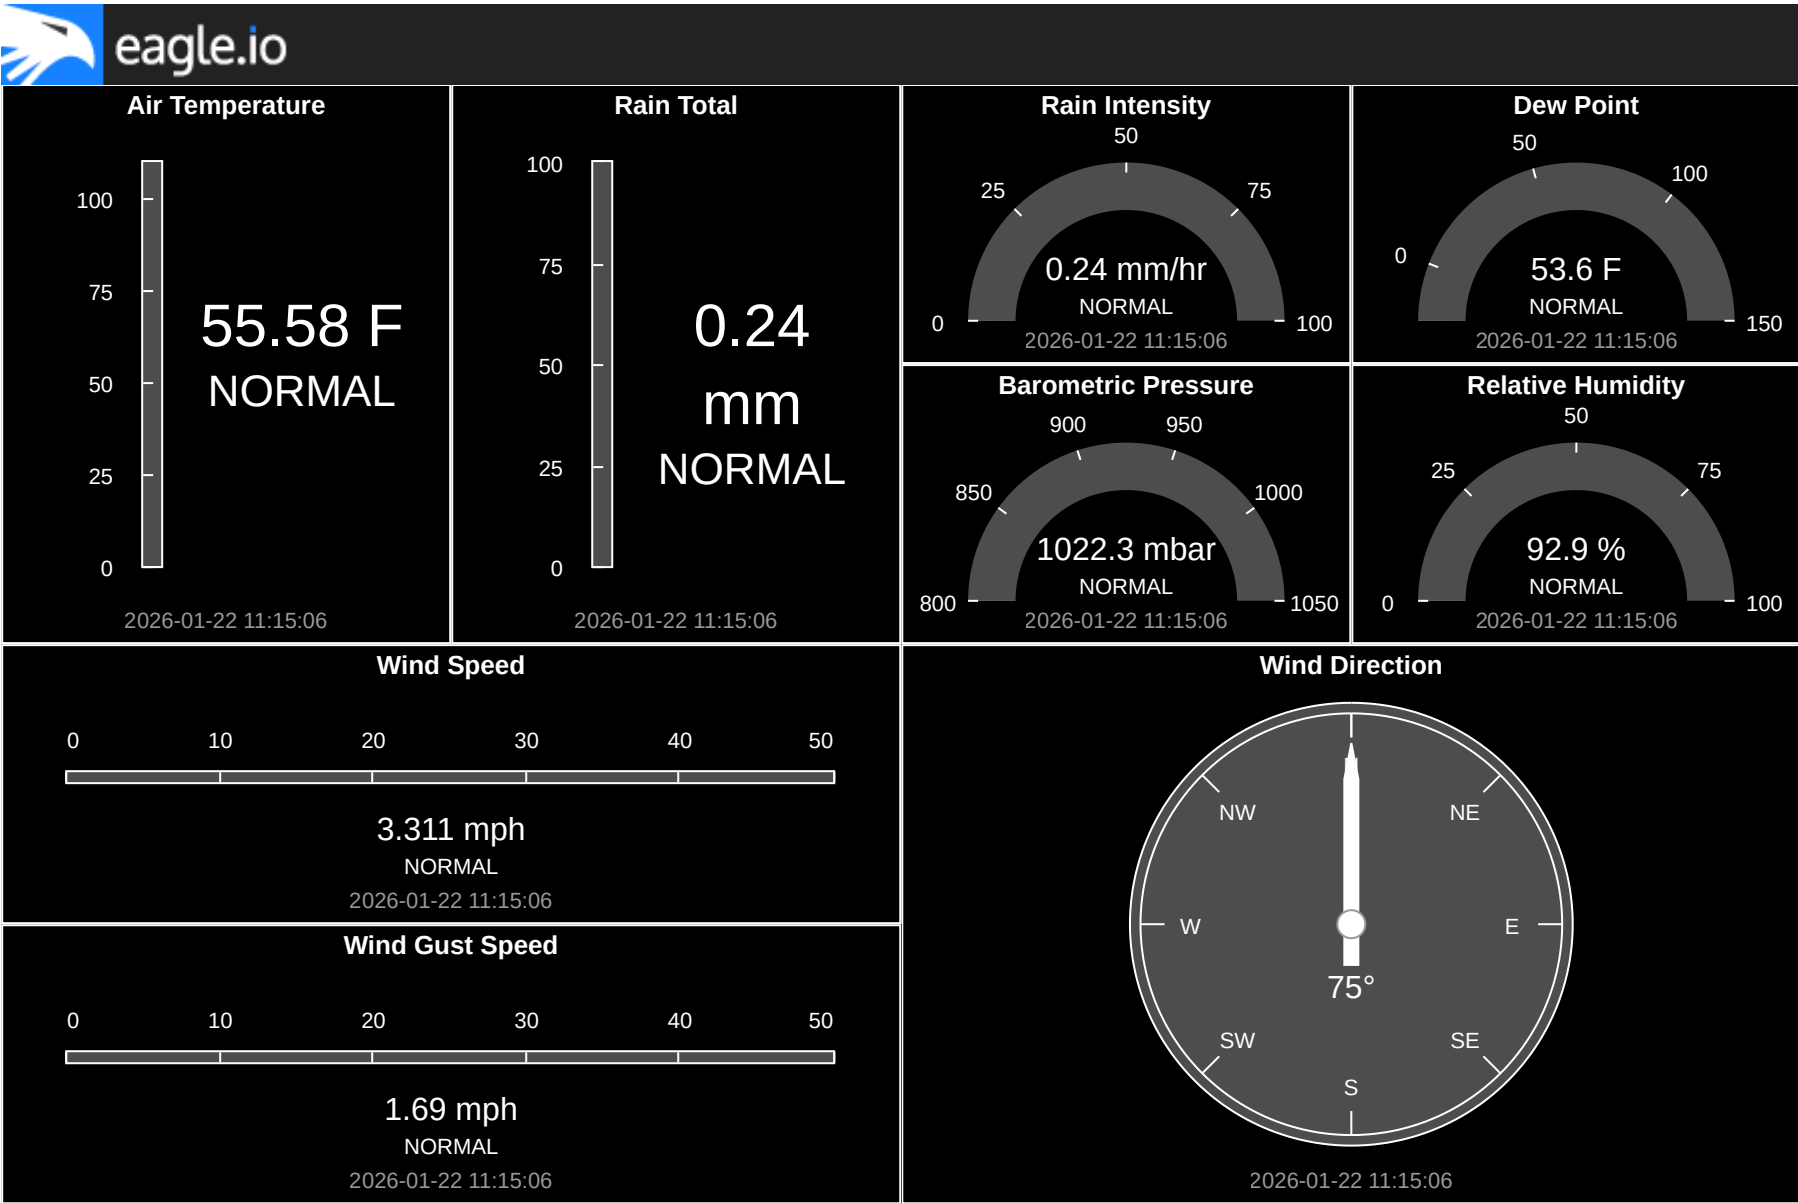 eagle.io
Air Temperature
100
75
50
25
0
55.58 F
NORMAL
2026-01-22 11:15:06
Rain Total
100
75
50
25
0
0.24
mm
NORMAL
2026-01-22 11:15:06
Rain Intensity
50
25
75
0
100
0.24 mm/hr
NORMAL
2026-01-22 11:15:06
Dew Point
50
100
0
150
53.6 F
NORMAL
2026-01-22 11:15:06
Barometric Pressure
900
950
850
1000
800
1050
1022.3 mbar
NORMAL
2026-01-22 11:15:06
Relative Humidity
50
25
75
0
100
92.9 %
NORMAL
2026-01-22 11:15:06
Wind Speed
0 10 20 30 40 50
3.311 mph
NORMAL
2026-01-22 11:15:06
Wind Gust Speed
0 10 20 30 40 50
1.69 mph
NORMAL
2026-01-22 11:15:06
Wind Direction
NW NE
W E
75°
SW SE
S
2026-01-22 11:15:06